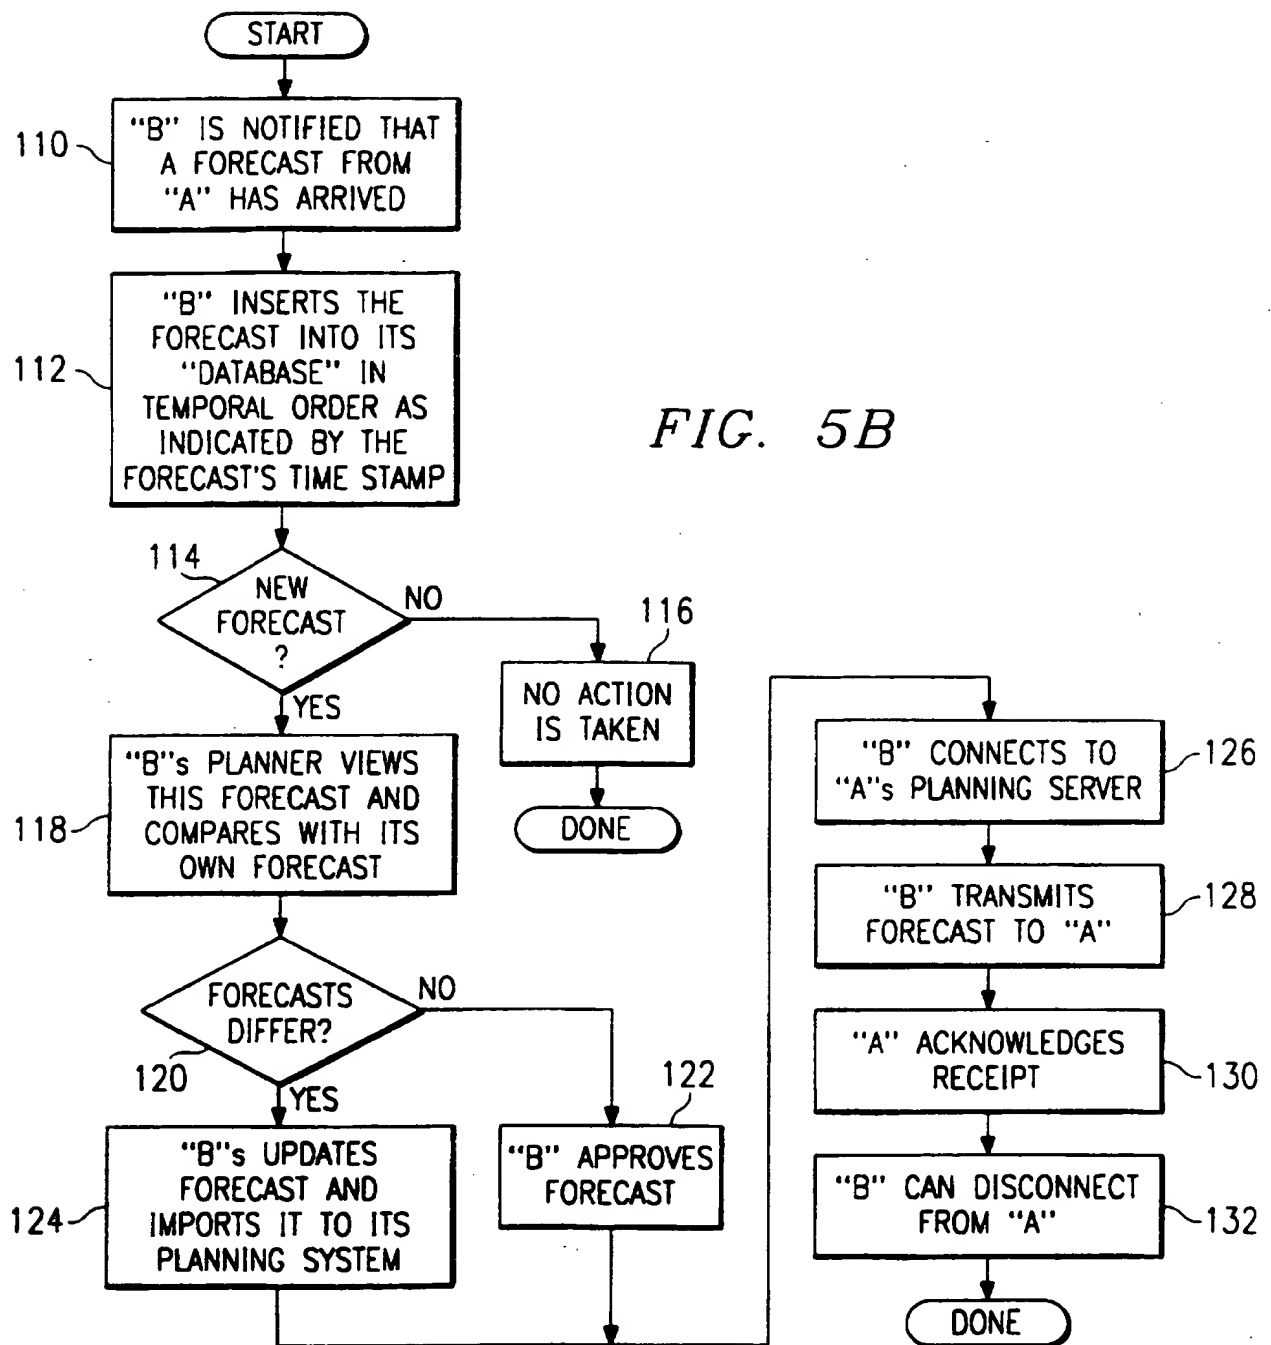 START
110
"B" IS NOTIFIED THAT
A FORECAST FROM
"A" HAS ARRIVED
112
"B" INSERTS THE
FORECAST INTO ITS
"DATABASE" IN
TEMPORAL ORDER AS
INDICATED BY THE
FORECAST'S TIME STAMP
FIG. 5B
114
NEW
FORECAST
?
NO
YES
116
NO ACTION
IS TAKEN
DONE
118
"B"s PLANNER VIEWS
THIS FORECAST AND
COMPARES WITH ITS
OWN FORECAST
120
FORECASTS
DIFFER?
NO
YES
122
"B" APPROVES
FORECAST
124
"B"s UPDATES
FORECAST AND
IMPORTS IT TO ITS
PLANNING SYSTEM
"B" CONNECTS TO
"A"s PLANNING SERVER
126
"B" TRANSMITS
FORECAST TO "A"
128
"A" ACKNOWLEDGES
RECEIPT
130
"B" CAN DISCONNECT
FROM "A"
132
DONE